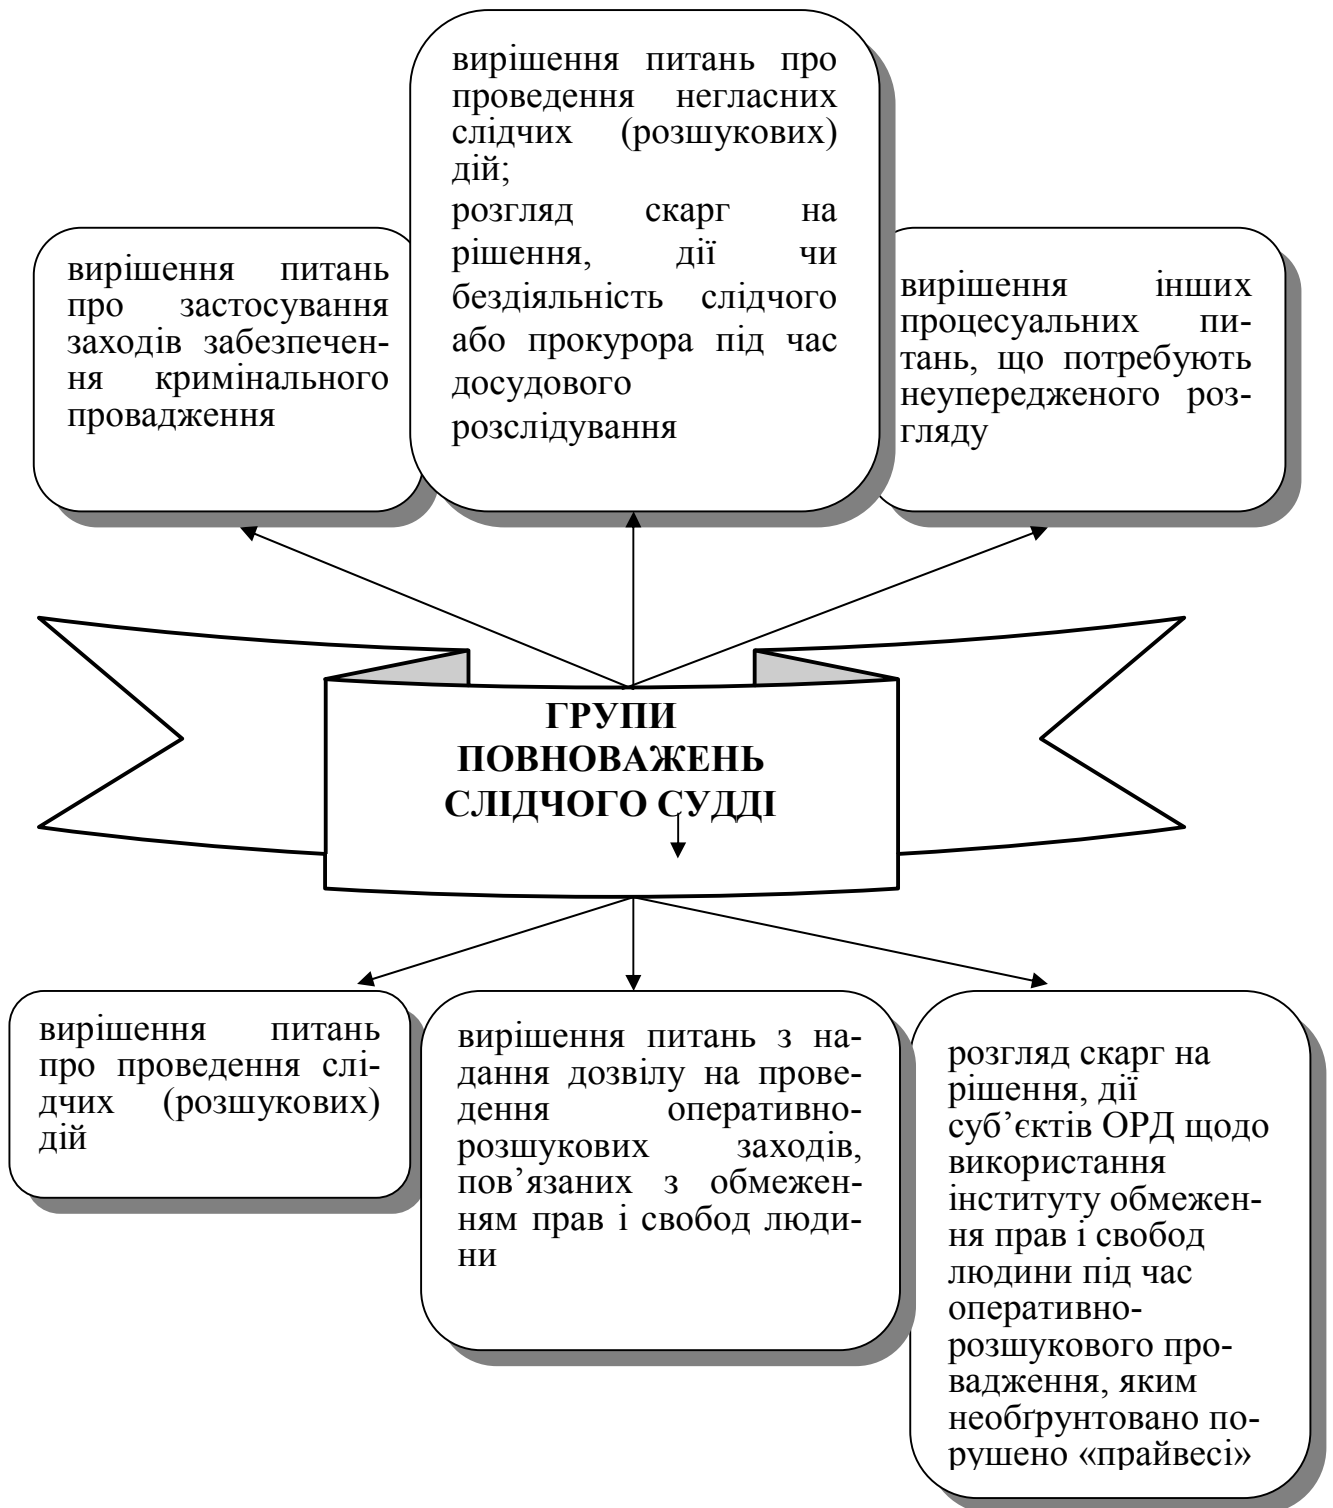 вирішення питань про
проведення негласних
слідчих (розшукових)
дій;
розгляд скарг на
рішення, дії чи
бездіяльність слідчого
або прокурора під час
досудового
розслідування
вирішення питань
про застосування
заходів забезпечен-
ня кримінального
провадження
вирішення інших
процесуальних пи-
тань, що потребують
неупередженого роз-
гляду
ГРУПИ
ПОВНОВАЖЕНЬ
СЛІДЧОГО СУДДІ
вирішення питань
про проведення слі-
дчих (розшукових)
дій
вирішення питань з на-
дання дозвілу на прове-
дення оперативно-
розшукових заходів,
пов’язаних з обмежен-
ням прав і свобод люди-
ни
розгляд скарг на
рішення, дії
суб’єктів ОРД щодо
використання
інституту обмежен-
ня прав і свобод
людини під час
оперативно-
розшукового про-
вадження, яким
необґрунтовано по-
рушено «прайвесі»